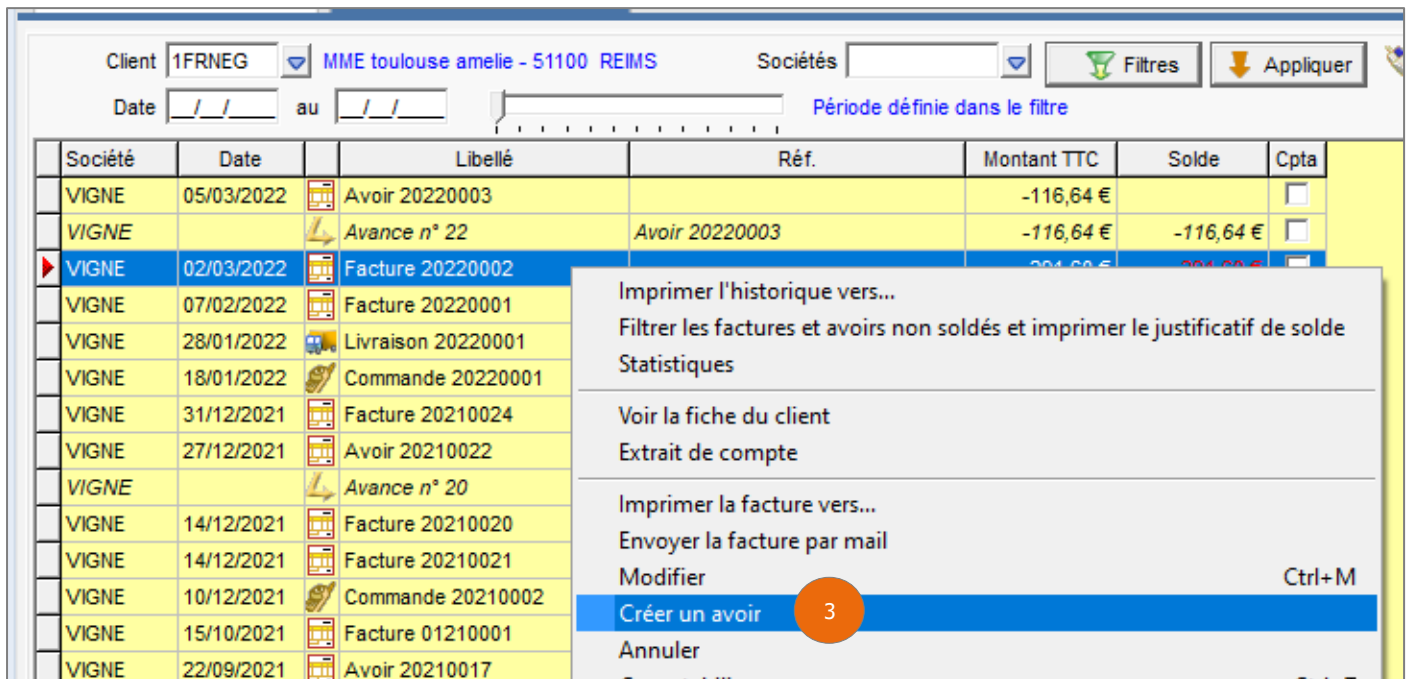 Client 1FRNEG MME toulouse amelie - 51100 REIMS Sociétés Filtres Appliquer
Date __/__/____ au __/__/____ Période définie dans le filtre
Société Date Libellé Réf. Montant TTC Solde Cpta
VIGNE 05/03/2022 Avoir 20220003 -116,64 €
VIGNE Avance n° 22 Avoir 20220003 -116,64 € -116,64 €
VIGNE 02/03/2022 Facture 20220002
VIGNE 07/02/2022 Facture 20220001
VIGNE 28/01/2022 Livraison 20220001
VIGNE 18/01/2022 Commande 20220001
VIGNE 31/12/2021 Facture 20210024
VIGNE 27/12/2021 Avoir 20210022
VIGNE Avance n° 20
VIGNE 14/12/2021 Facture 20210020
VIGNE 14/12/2021 Facture 20210021
VIGNE 10/12/2021 Commande 20210002
VIGNE 15/10/2021 Facture 01210001
VIGNE 22/09/2021 Avoir 20210017
Imprimer l'historique vers...
Filtrer les factures et avoirs non soldés et imprimer le justificatif de solde
Statistiques
Voir la fiche du client
Extrait de compte
Imprimer la facture vers...
Envoyer la facture par mail
Modifier Ctrl+M
Créer un avoir 3
Annuler